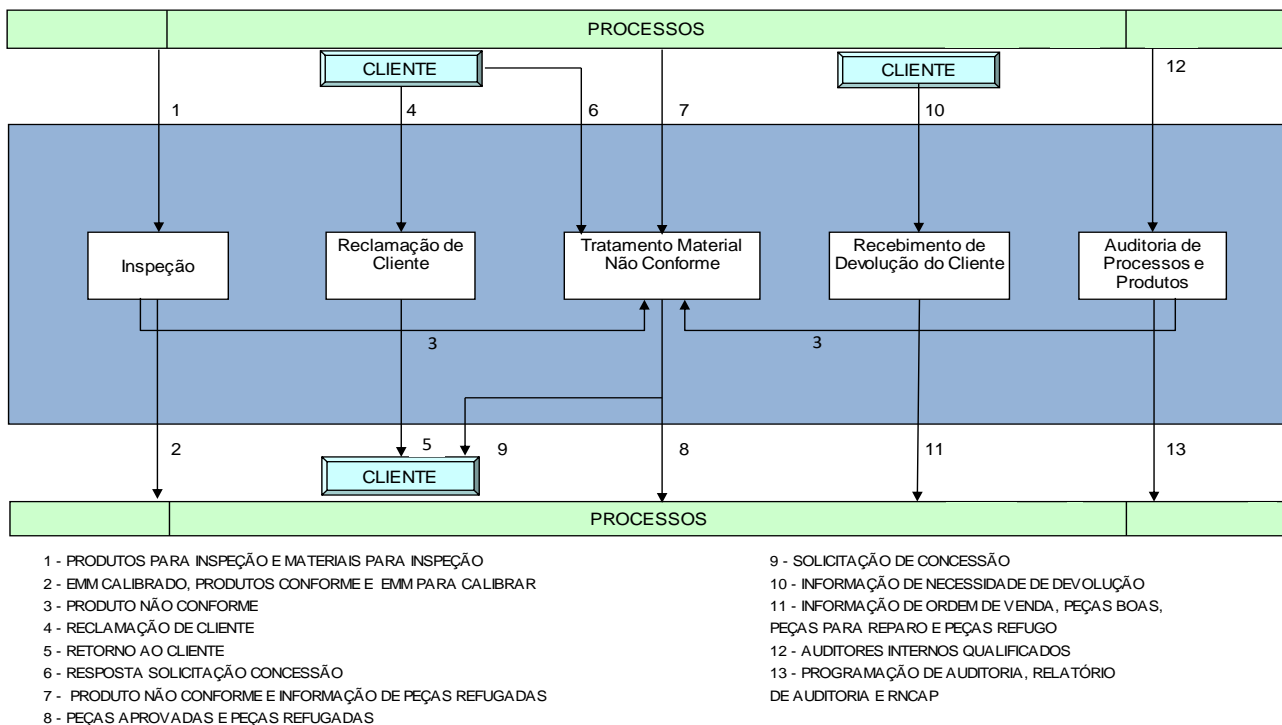 PROCESSOS
CLIENTE
CLIENTE
12
1
4
6
7
10
Inspeção
Reclamação de
Cliente
Tratamento Material
Não Conforme
Recebimento de
Devolução do Cliente
Auditoria de
Processos e
Produtos
3
3
2
5
9
8
11
13
CLIENTE
PROCESSOS
1 - PRODUTOS PARA INSPEÇÃO E MATERIAIS PARA INSPEÇÃO
2 - EMM CALIBRADO, PRODUTOS CONFORME E EMM PARA CALIBRAR
3 - PRODUTO NÃO CONFORME
4 - RECLAMAÇÃO DE CLIENTE
5 - RETORNO AO CLIENTE
6 - RESPOSTA SOLICITAÇÃO CONCESSÃO
7 - PRODUTO NÃO CONFORME E INFORMAÇÃO DE PEÇAS REFUGADAS
8 - PEÇAS APROVADAS E PEÇAS REFUGADAS
9 - SOLICITAÇÃO DE CONCESSÃO
10 - INFORMAÇÃO DE NECESSIDADE DE DEVOLUÇÃO
11 - INFORMAÇÃO DE ORDEM DE VENDA, PEÇAS BOAS,
PEÇAS PARA REPARO E PEÇAS REFUGO
12 - AUDITORES INTERNOS QUALIFICADOS
13 - PROGRAMAÇÃO DE AUDITORIA, RELATÓRIO
DE AUDITORIA E RNCAP